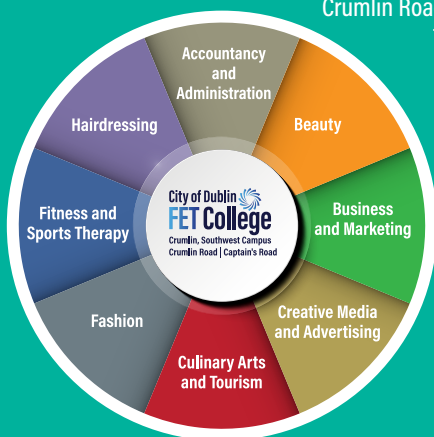 Crumlin Roa
Accountancy
and
Administration
Beauty
Business
and Marketing
Creative Media
and Advertising
Culinary Arts
and Tourism
Fashion
Fitness and
Sports Therapy
Hairdressing
City of Dublin
FET College
Crumlin, Southwest Campus
Crumlin Road | Captain's Road